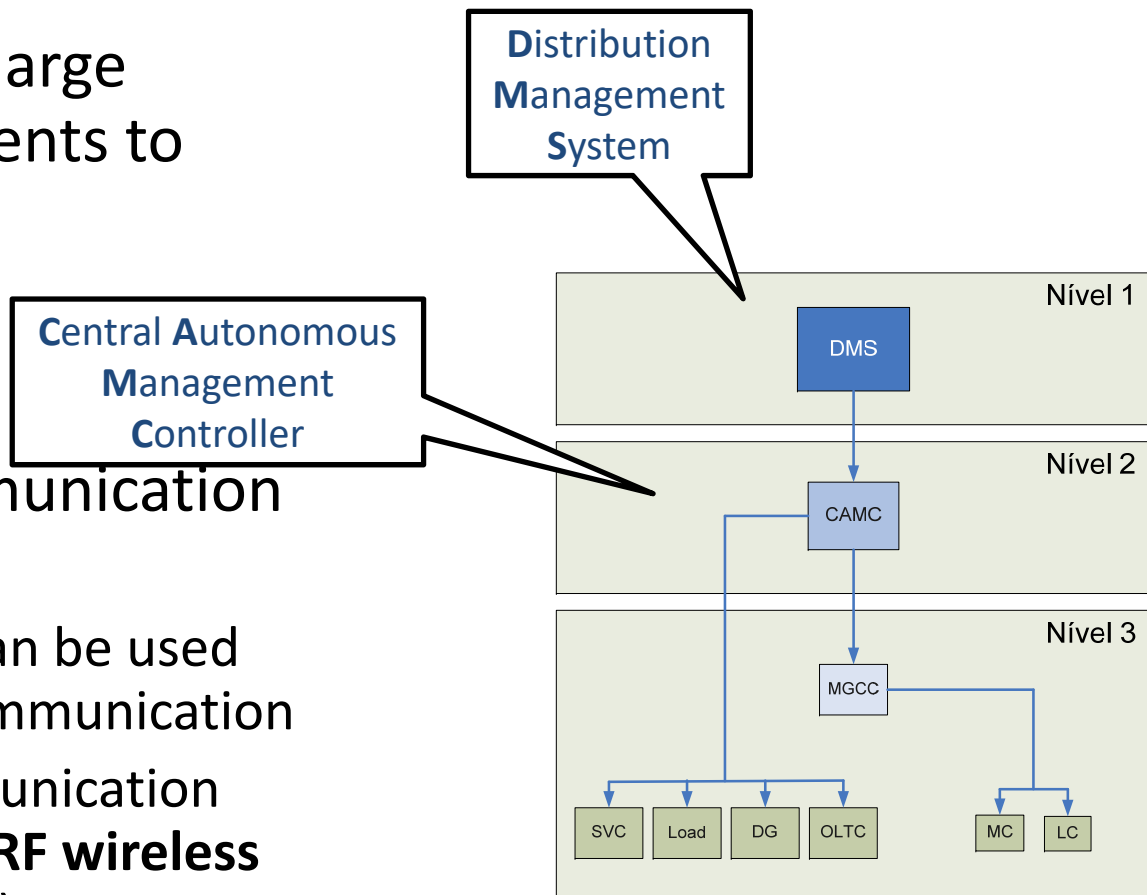 arge
ents to
Distribution
Management
System
Central Autonomous
Management
Controller
munication
an be used
mmunication
unication
RF wireless
Nível 1
DMS
Nível 2
CAMC
Nível 3
MGCC
SVC
Load
DG
OLTC
MC
LC